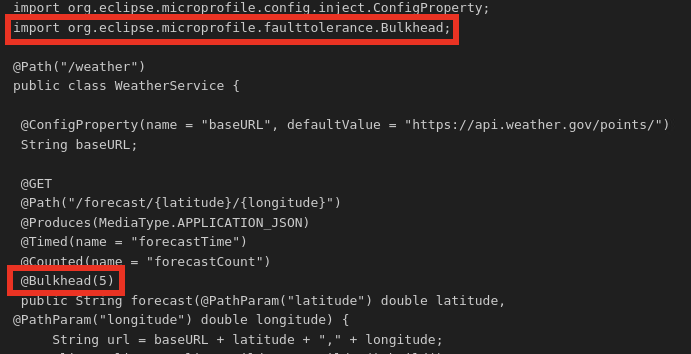 import org.eclipse.microprofile.config.inject.ConfigProperty;
import org.eclipse.microprofile.faulttolerance.Bulkhead;
@Path("/weather")
public class WeatherService {
@ConfigProperty(name = "baseURL", defaultValue = "https://api.weather.gov/points/")
String baseURL;
@GET
@Path("/forecast/{latitude}/{longitude}")
@Produces(MediaType.APPLICATION_JSON)
@Timed(name = "forecastTime")
@Counted(name = "forecastCount")
@Bulkhead(5)
public String forecast(@PathParam("latitude") double latitude,
@PathParam("longitude") double longitude) {
String url = baseURL + latitude + "," + longitude;